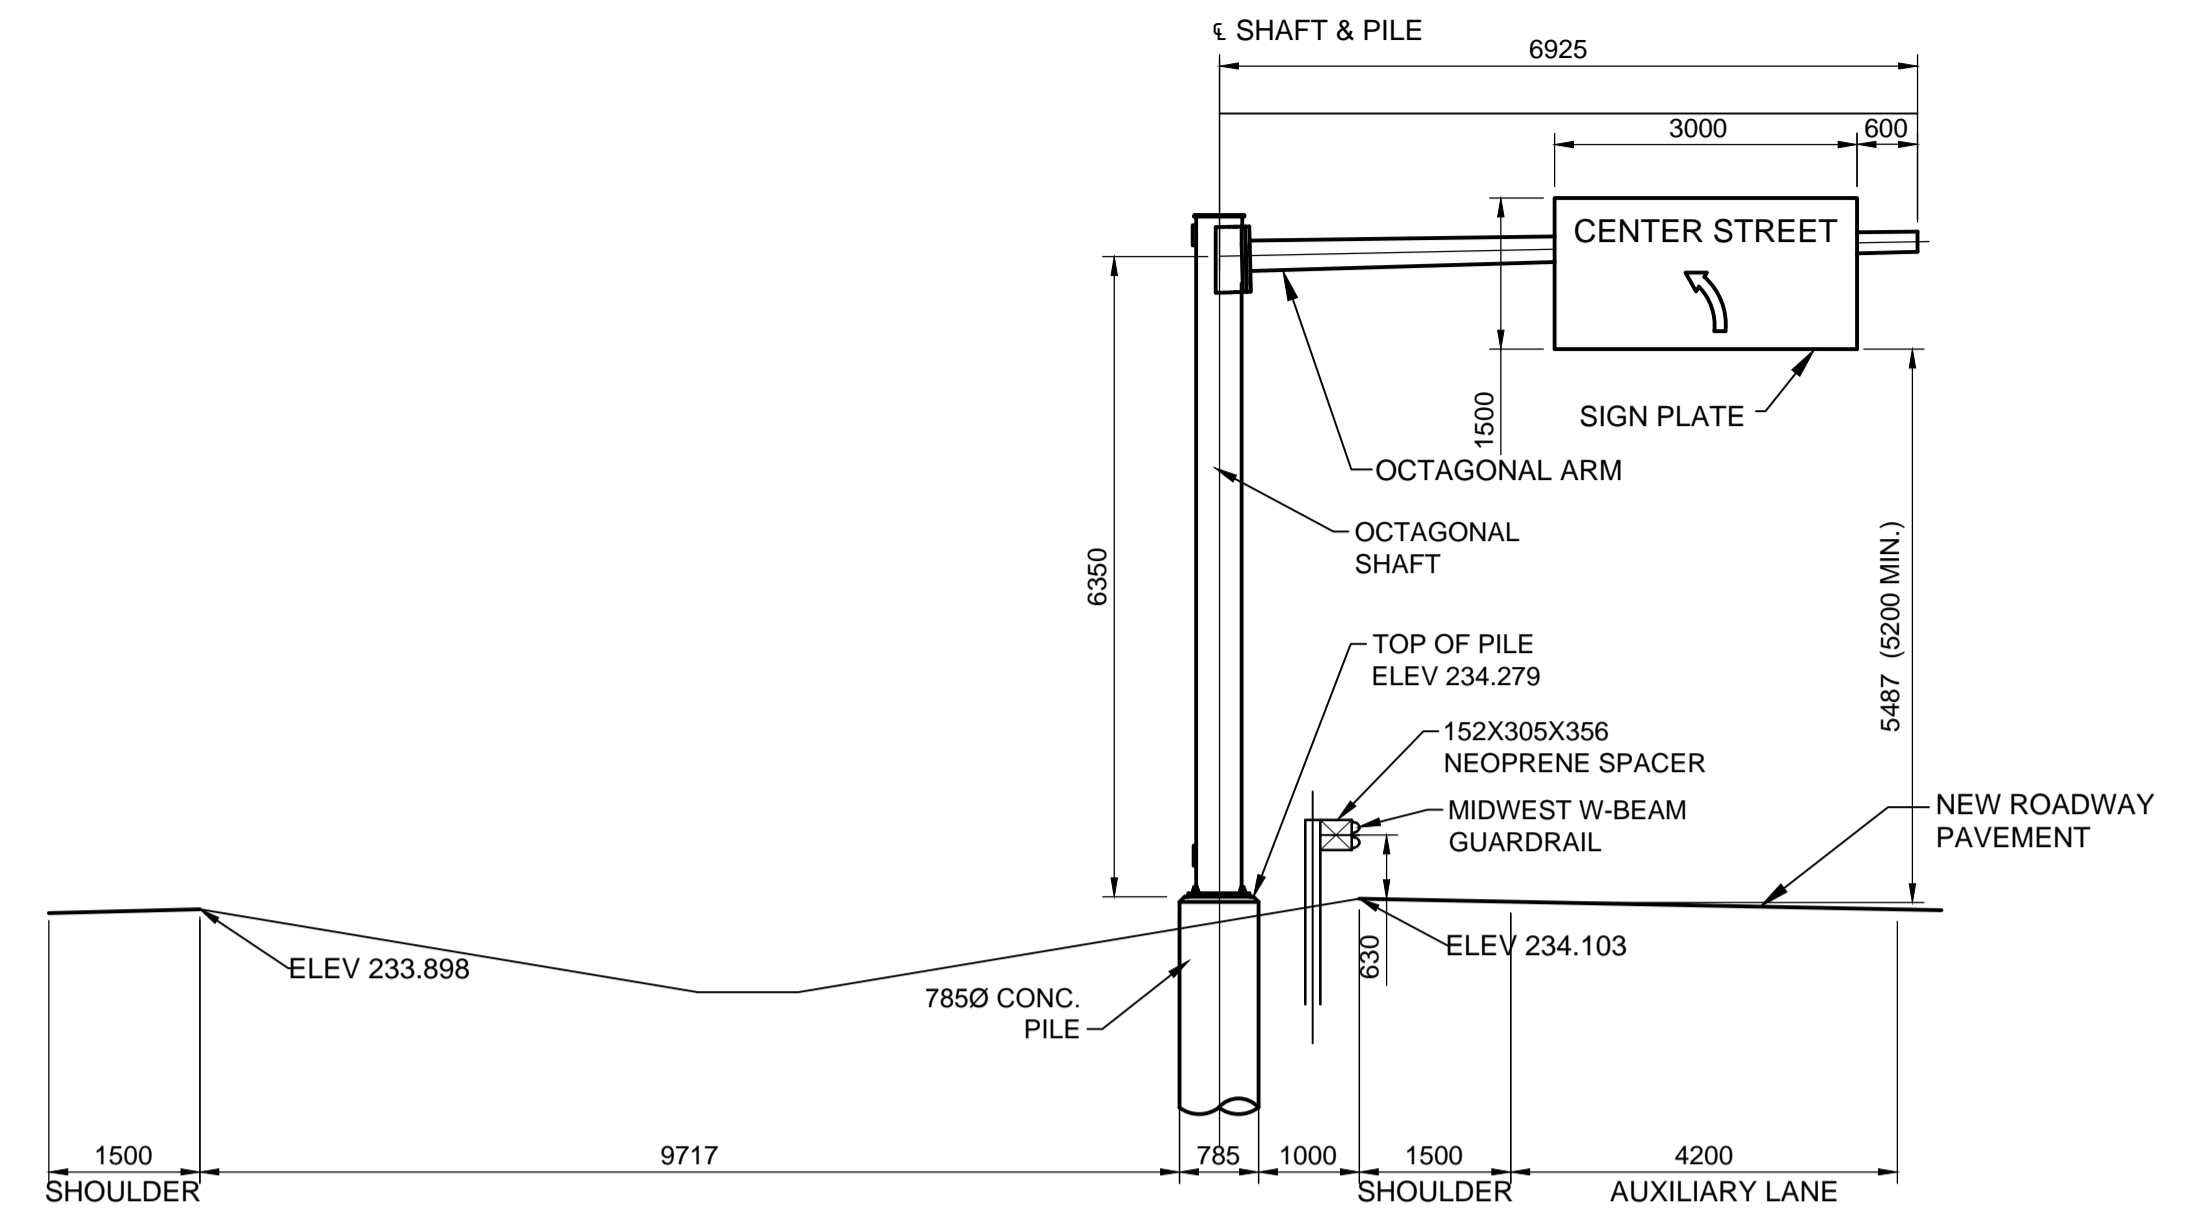 ℄ SHAFT & PILE
6925
3000
600
CENTER STREET
1500
SIGN PLATE
OCTAGONAL ARM
OCTAGONAL
SHAFT
6350
5487 (5200 MIN.)
TOP OF PILE
ELEV 234.279
152X305X356
NEOPRENE SPACER
MIDWEST W-BEAM
GUARDRAIL
NEW ROADWAY
PAVEMENT
ELEV 233.898
630
ELEV 234.103
785Ø CONC.
PILE
1500
9717
785
1000
1500
4200
SHOULDER
SHOULDER
AUXILIARY LANE